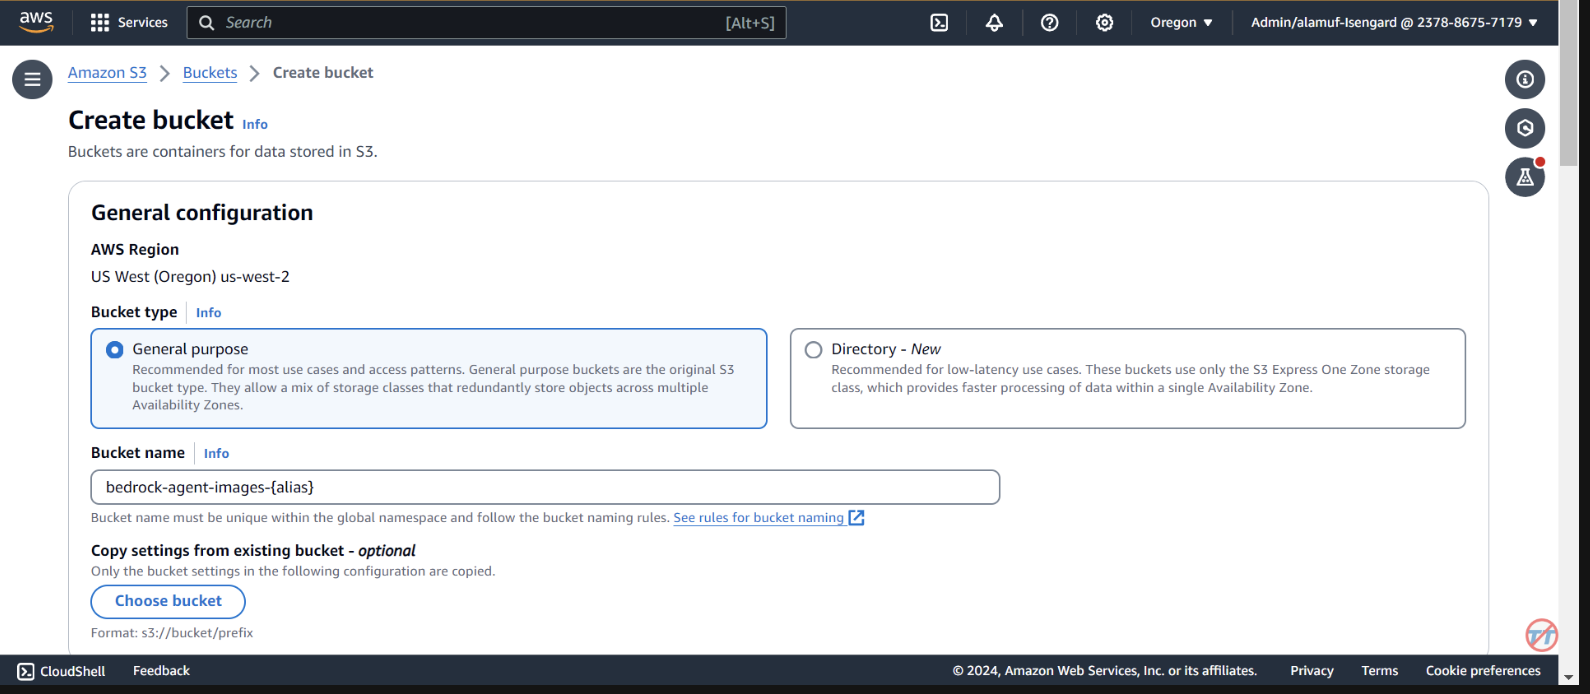 aws
Services
Search
[Alt+S]
Oregon ▼
Admin/alamuf-Isengard @ 2378-8675-7179 ▼
Amazon S3 > Buckets > Create bucket
Create bucket Info
Buckets are containers for data stored in S3.
General configuration
AWS Region
US West (Oregon) us-west-2
Bucket type Info
General purpose
Recommended for most use cases and access patterns. General purpose buckets are the original S3
bucket type. They allow a mix of storage classes that redundantly store objects across multiple
Availability Zones.
Directory - New
Recommended for low-latency use cases. These buckets use only the S3 Express One Zone storage
class, which provides faster processing of data within a single Availability Zone.
Bucket name Info
bedrock-agent-images-{alias}
Bucket name must be unique within the global namespace and follow the bucket naming rules. See rules for bucket naming
Copy settings from existing bucket - optional
Only the bucket settings in the following configuration are copied.
Choose bucket
Format: s3://bucket/prefix
TT
CloudShell
Feedback
© 2024, Amazon Web Services, Inc. or its affiliates.
Privacy
Terms
Cookie preferences